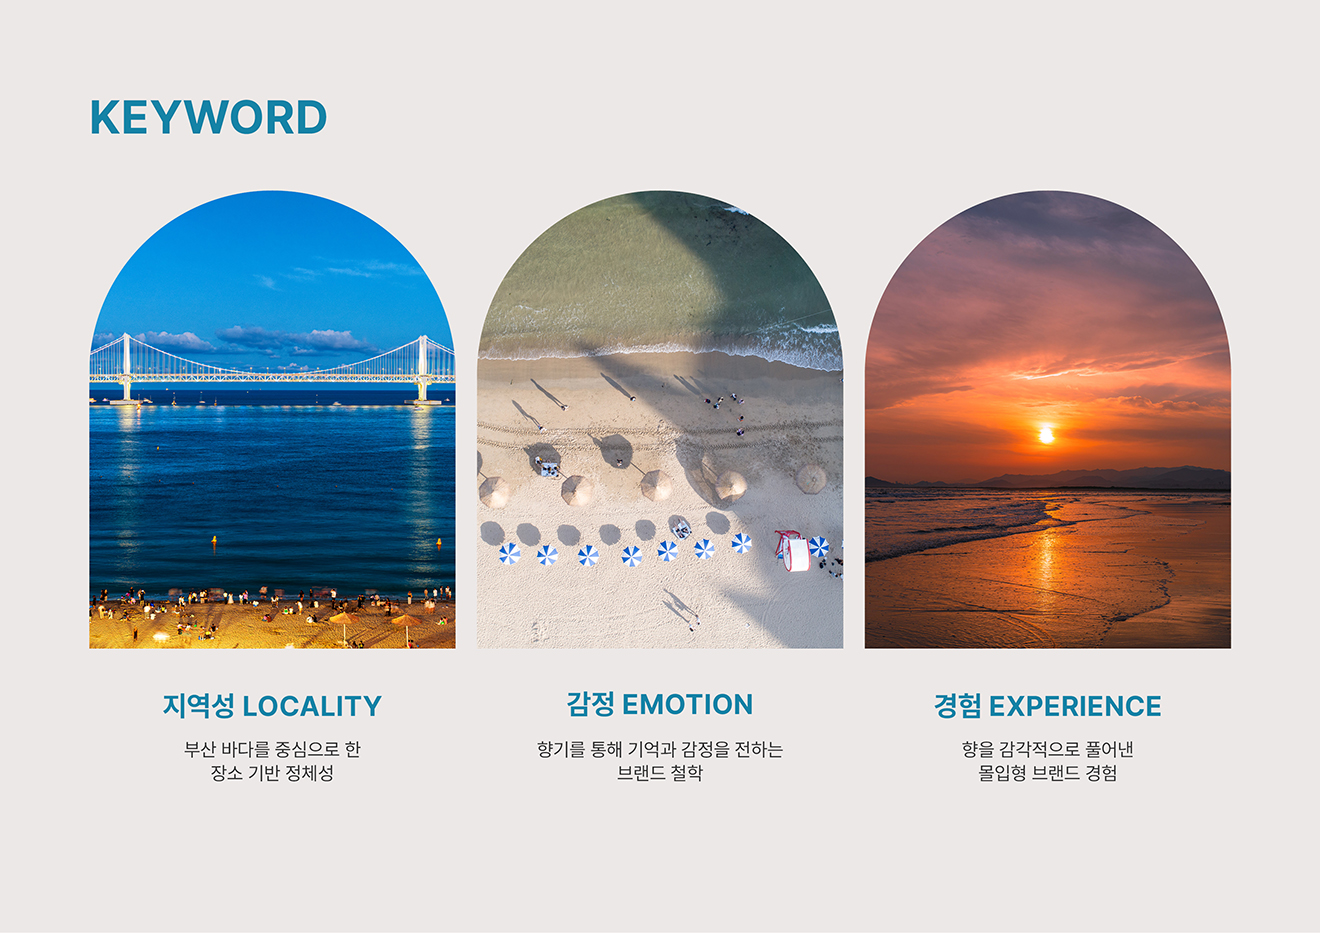 KEYWORD
지역성 LOCALITY
부산 바다를 중심으로 한
장소 기반 정체성
감정 EMOTION
향기를 통해 기억과 감정을 전하는
브랜드 철학
경험 EXPERIENCE
향을 감각적으로 풀어낸
몰입형 브랜드 경험